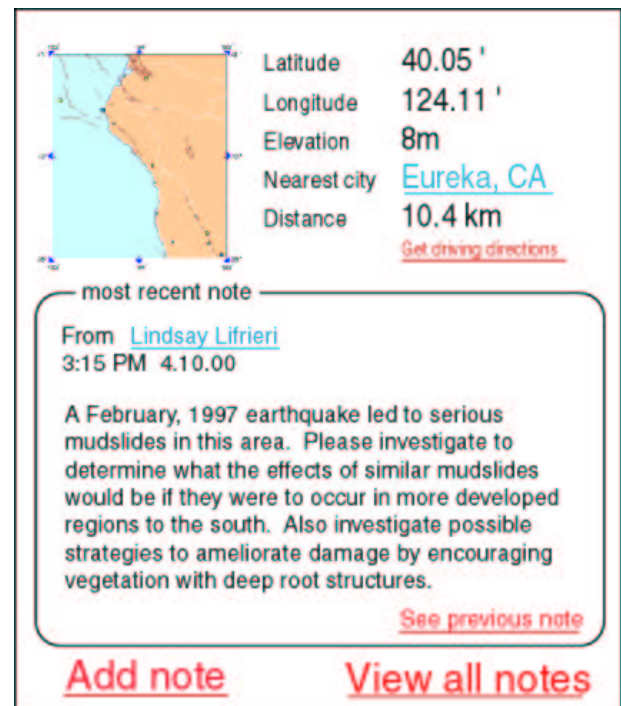 Latitude 40.05 '
Longitude 124.11 '
Elevation 8m
Nearest city Eureka, CA
Distance 10.4 km
Get driving directions
most recent note
From Lindsay Lifrieri
3:15 PM 4.10.00
A February, 1997 earthquake led to serious
mudslides in this area. Please investigate to
determine what the effects of similar mudslides
would be if they were to occur in more developed
regions to the south. Also investigate possible
strategies to ameliorate damage by encouraging
vegetation with deep root structures.
See previous note
Add note View all notes